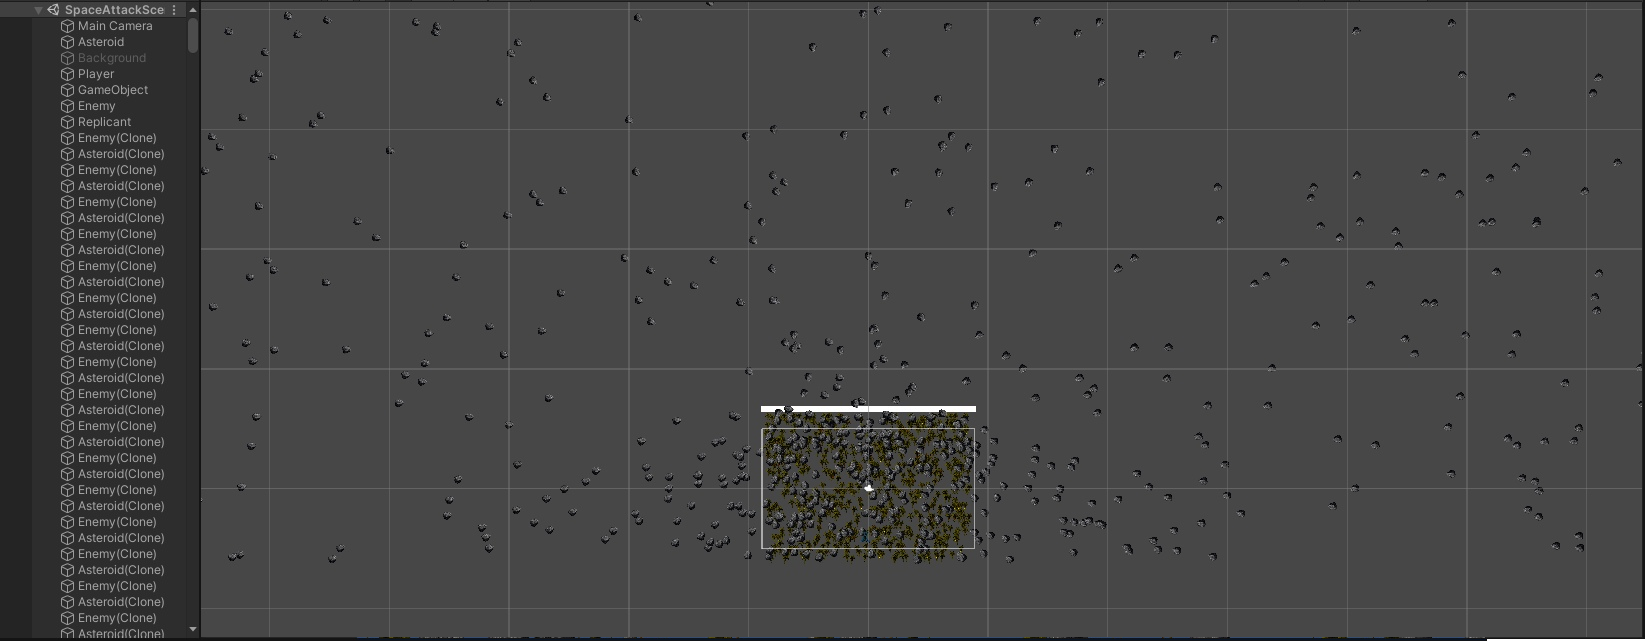 SpaceAttackSce
Main Camera
Asteroid
Background
Player
GameObject
Enemy
Replicant
Enemy(Clone)
Asteroid(Clone)
Enemy(Clone)
Asteroid(Clone)
Enemy(Clone)
Asteroid(Clone)
Enemy(Clone)
Asteroid(Clone)
Enemy(Clone)
Asteroid(Clone)
Enemy(Clone)
Asteroid(Clone)
Enemy(Clone)
Asteroid(Clone)
Enemy(Clone)
Asteroid(Clone)
Enemy(Clone)
Asteroid(Clone)
Enemy(Clone)
Asteroid(Clone)
Enemy(Clone)
Asteroid(Clone)
Enemy(Clone)
Asteroid(Clone)
Enemy(Clone)
Asteroid(Clone)
Enemy(Clone)
Asteroid(Clone)
Enemy(Clone)
Asteroid(Clone)
Enemy(Clone)
Asteroid(Clone)